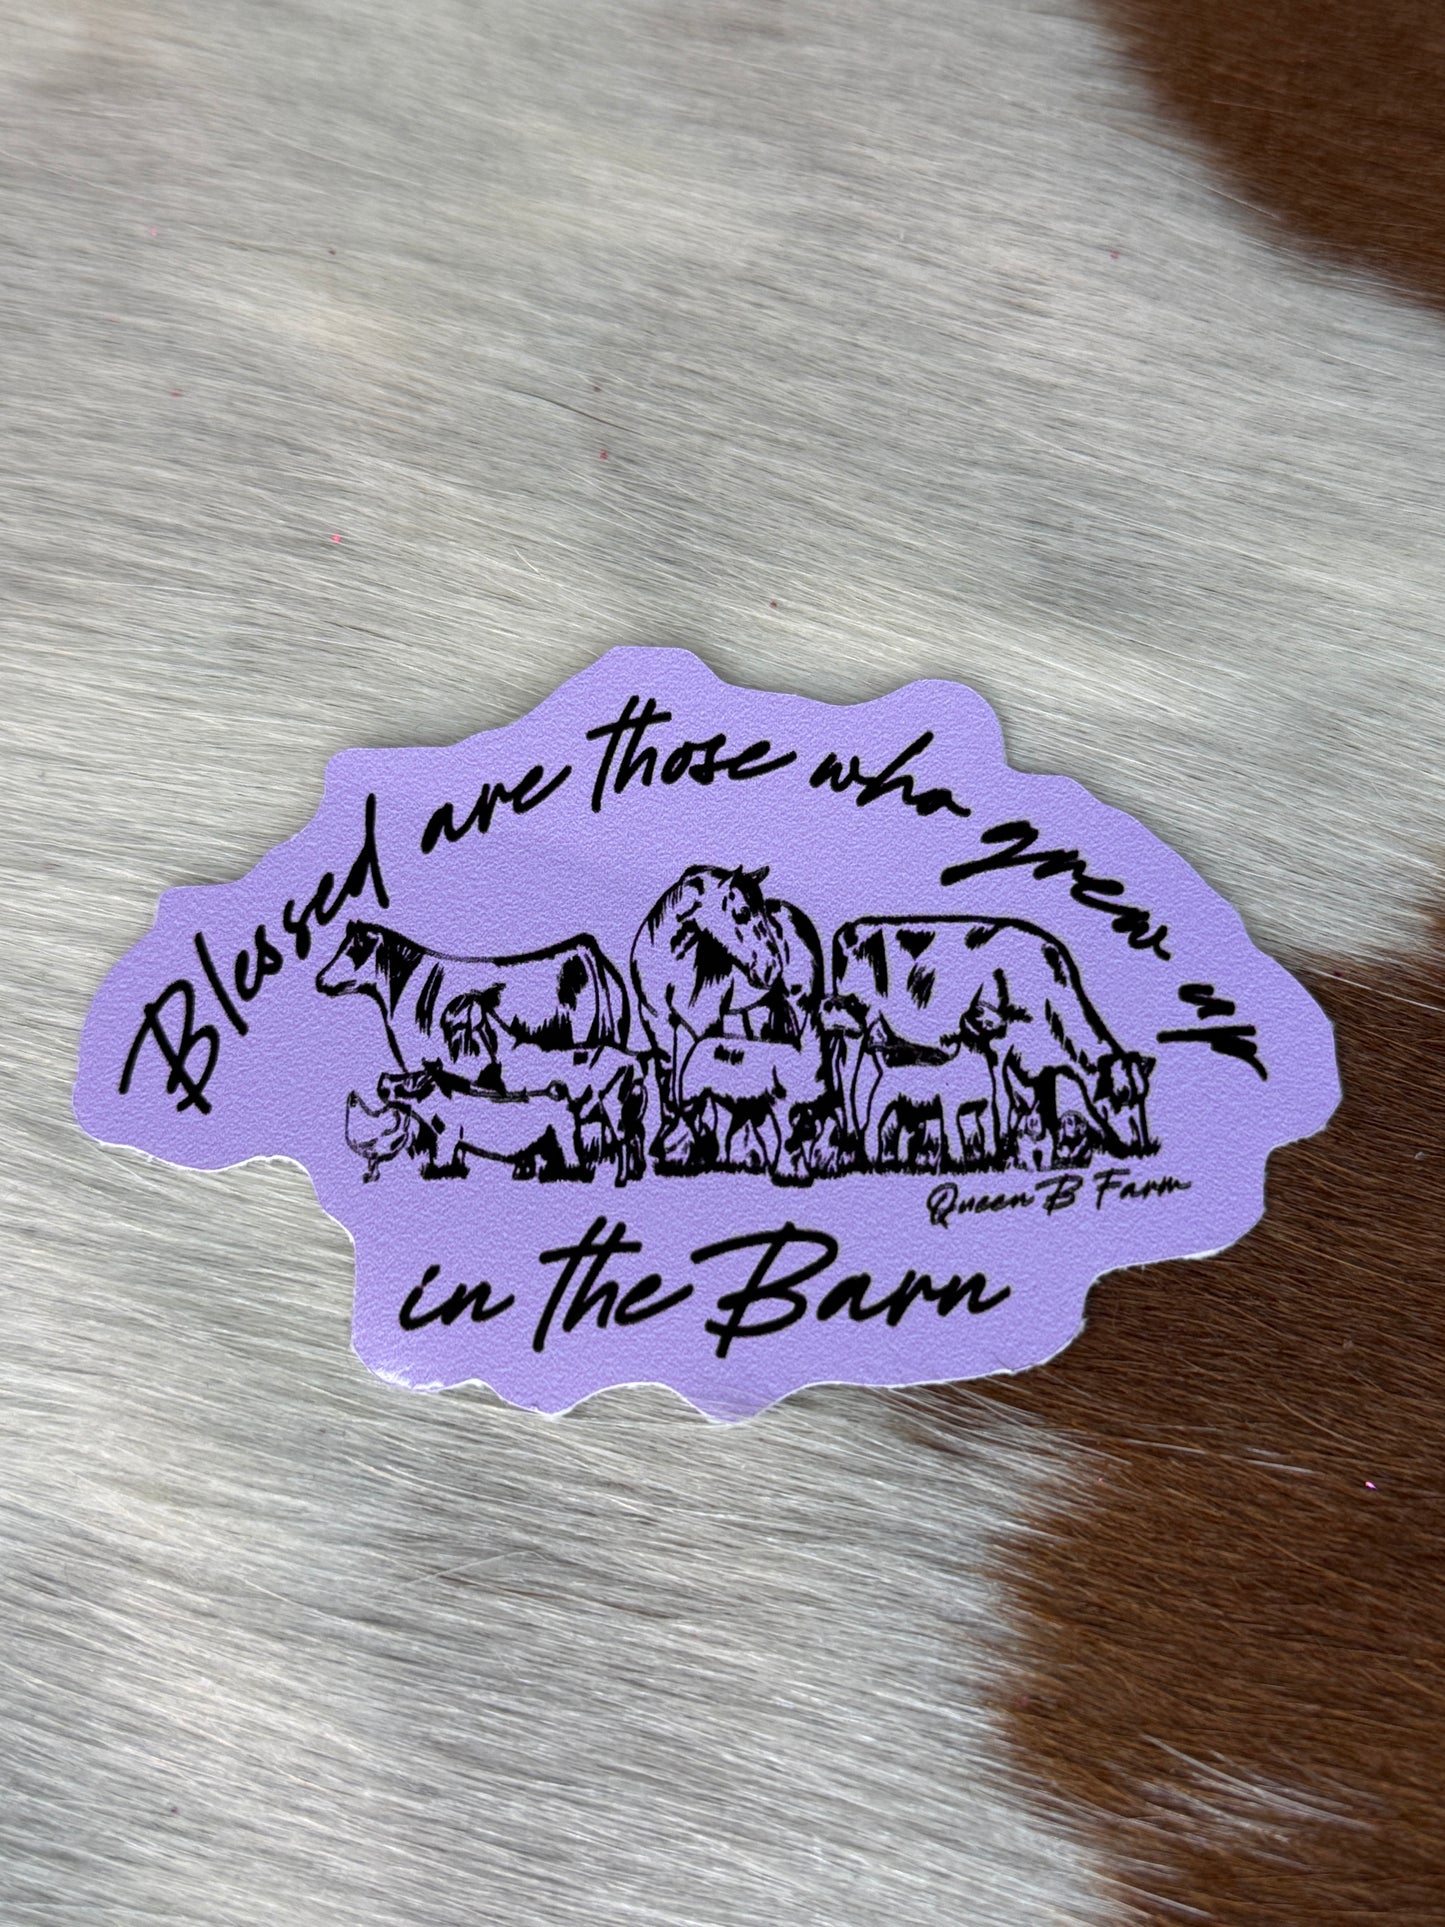 Blessed are those who grew up
Queen B Farm
in the Barn